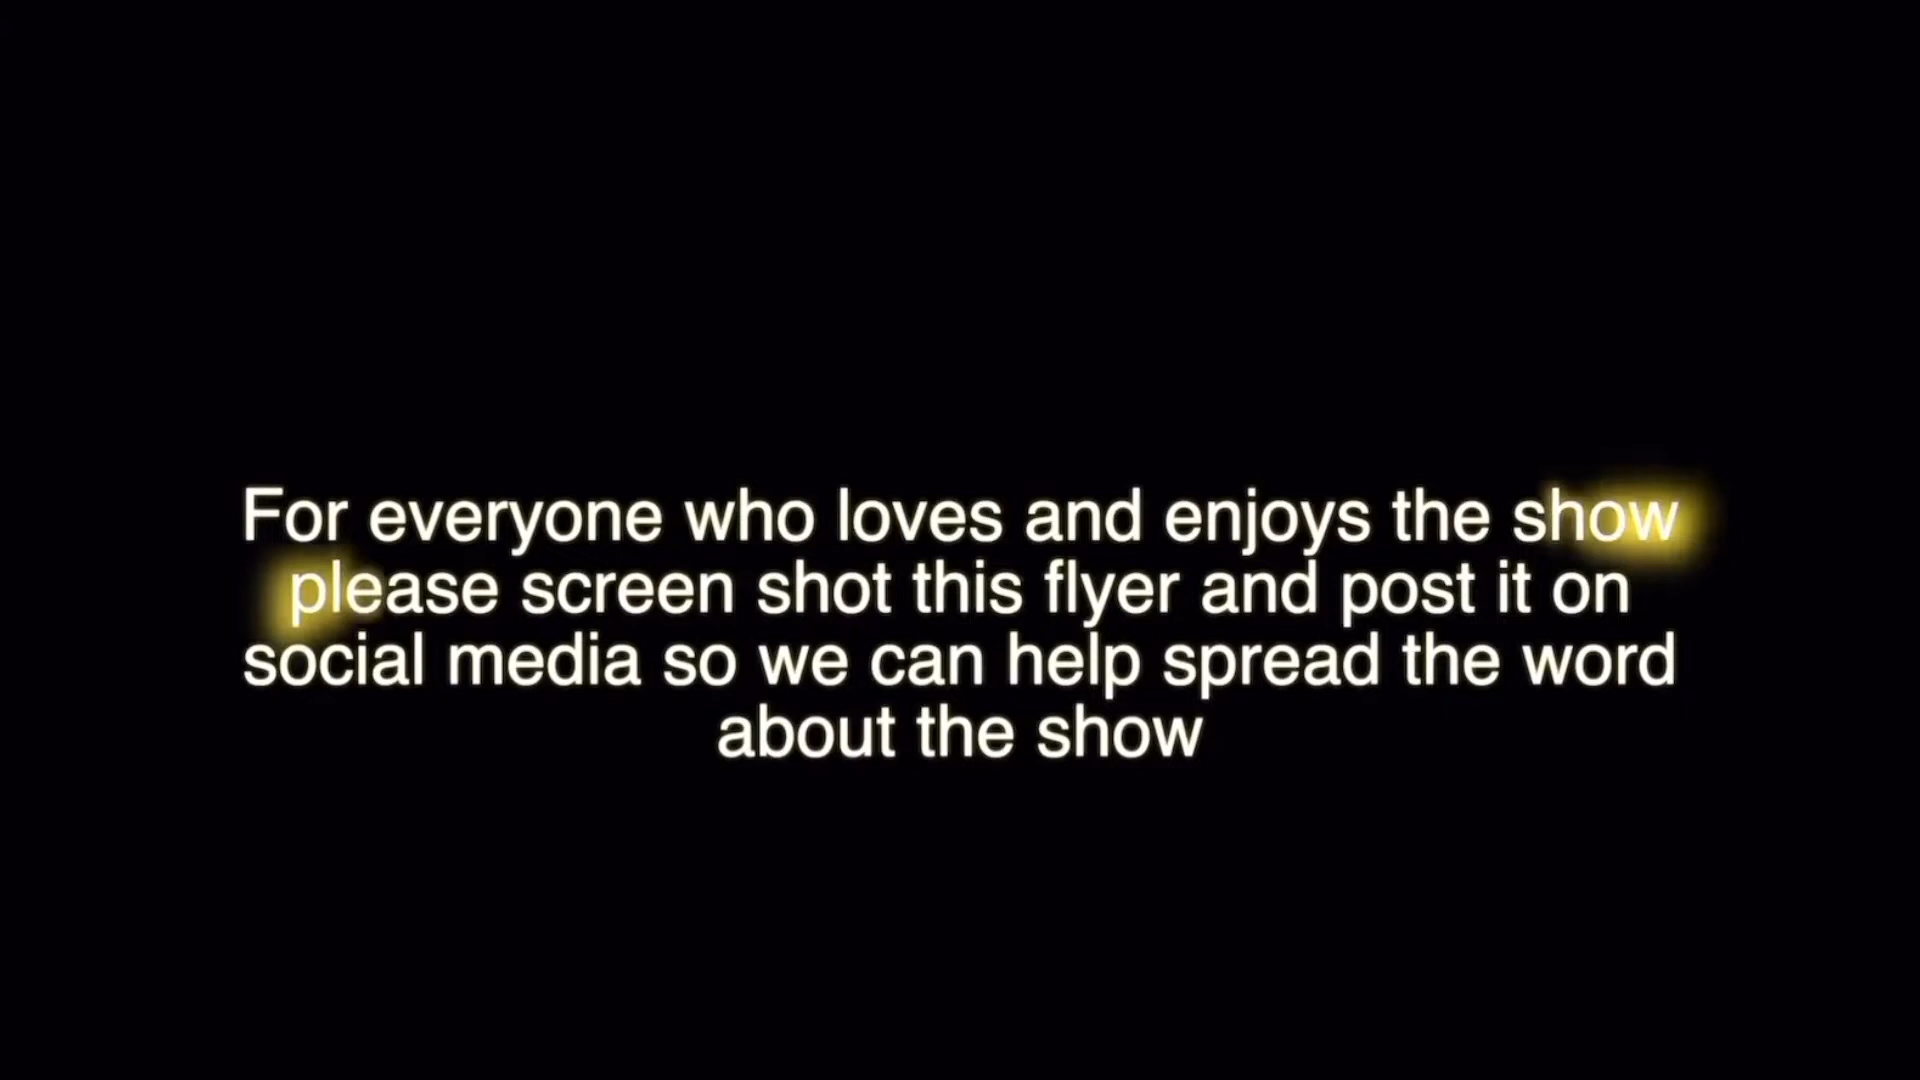 For everyone who loves and enjoys the show
please screen shot this flyer and post it on
social media so we can help spread the word
about the show